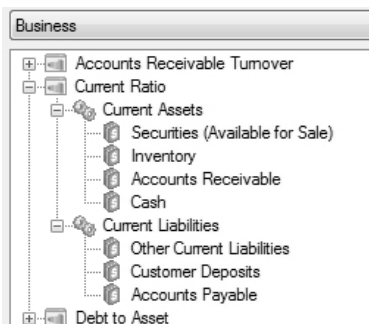 Business
Accounts Receivable Turnover
Current Ratio
Current Assets
Securities (Available for Sale)
Inventory
Accounts Receivable
Cash
Current Liabilities
Other Current Liabilities
Customer Deposits
Accounts Payable
Debt to Asset